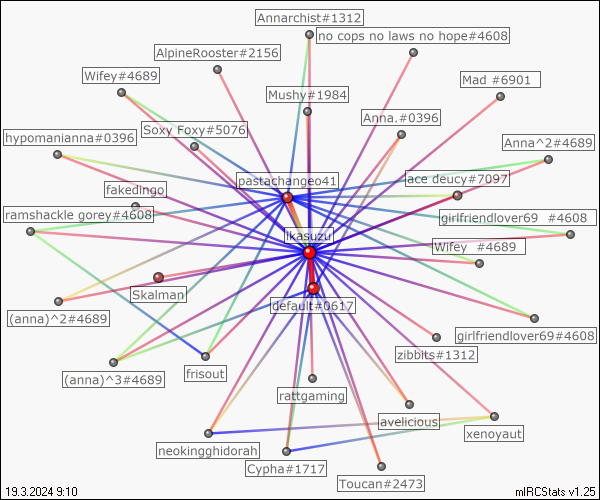 Annarchist#1312
no cops no laws no hope#4608
AlpineRooster#2156
Wifey#4689
Mad #6901
Mushy#1984
Anna.#0396
Soxy Foxy#5076
hypomanianna#0396
Anna^2#4689
pastachangeo41
ace deucy#7097
fakedingo
ramshackle gorey#4608
girlfriendlover69 #4608
ikasuzu
Wifey #4689
Skalman
default#0617
(anna)^2#4689
girlfriendlover69#4608
zibbits#1312
(anna)^3#4689
frisout
rattgaming
avelicious
xenoyaut
neokingghidorah
Cypha#1717
Toucan#2473
19.3.2024 9:10
mIRCStats v1.25